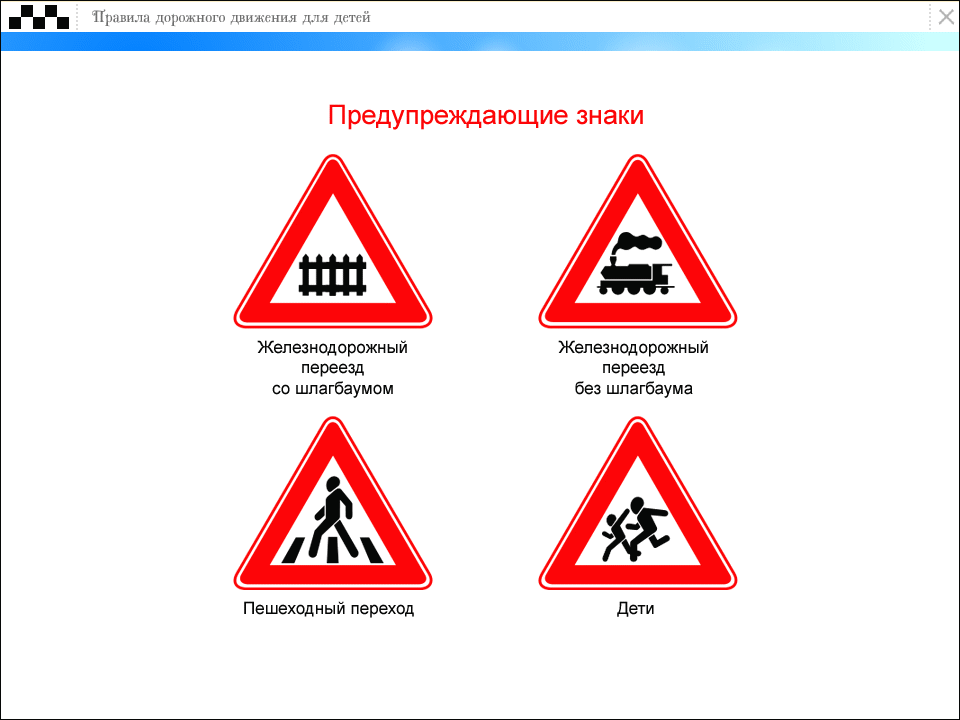 Правила дорожного движения для детей
Предупреждающие знаки
Железнодорожный
переезд
со шлагбаумом
Железнодорожный
переезд
без шлагбаума
Пешеходный переход
Дети